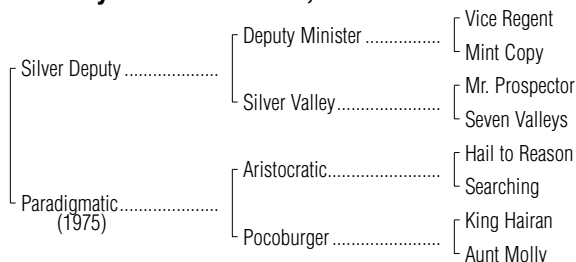 Vice Regent
Deputy Minister ...................
Mint Copy
Silver Deputy ....................
Mr. Prospector
Silver Valley......................
Seven Valleys
Hail to Reason
Aristocratic........................
Searching
Paradigmatic.....................
(1975)
King Hairan
Pocoburger .......................
Aunt Molly